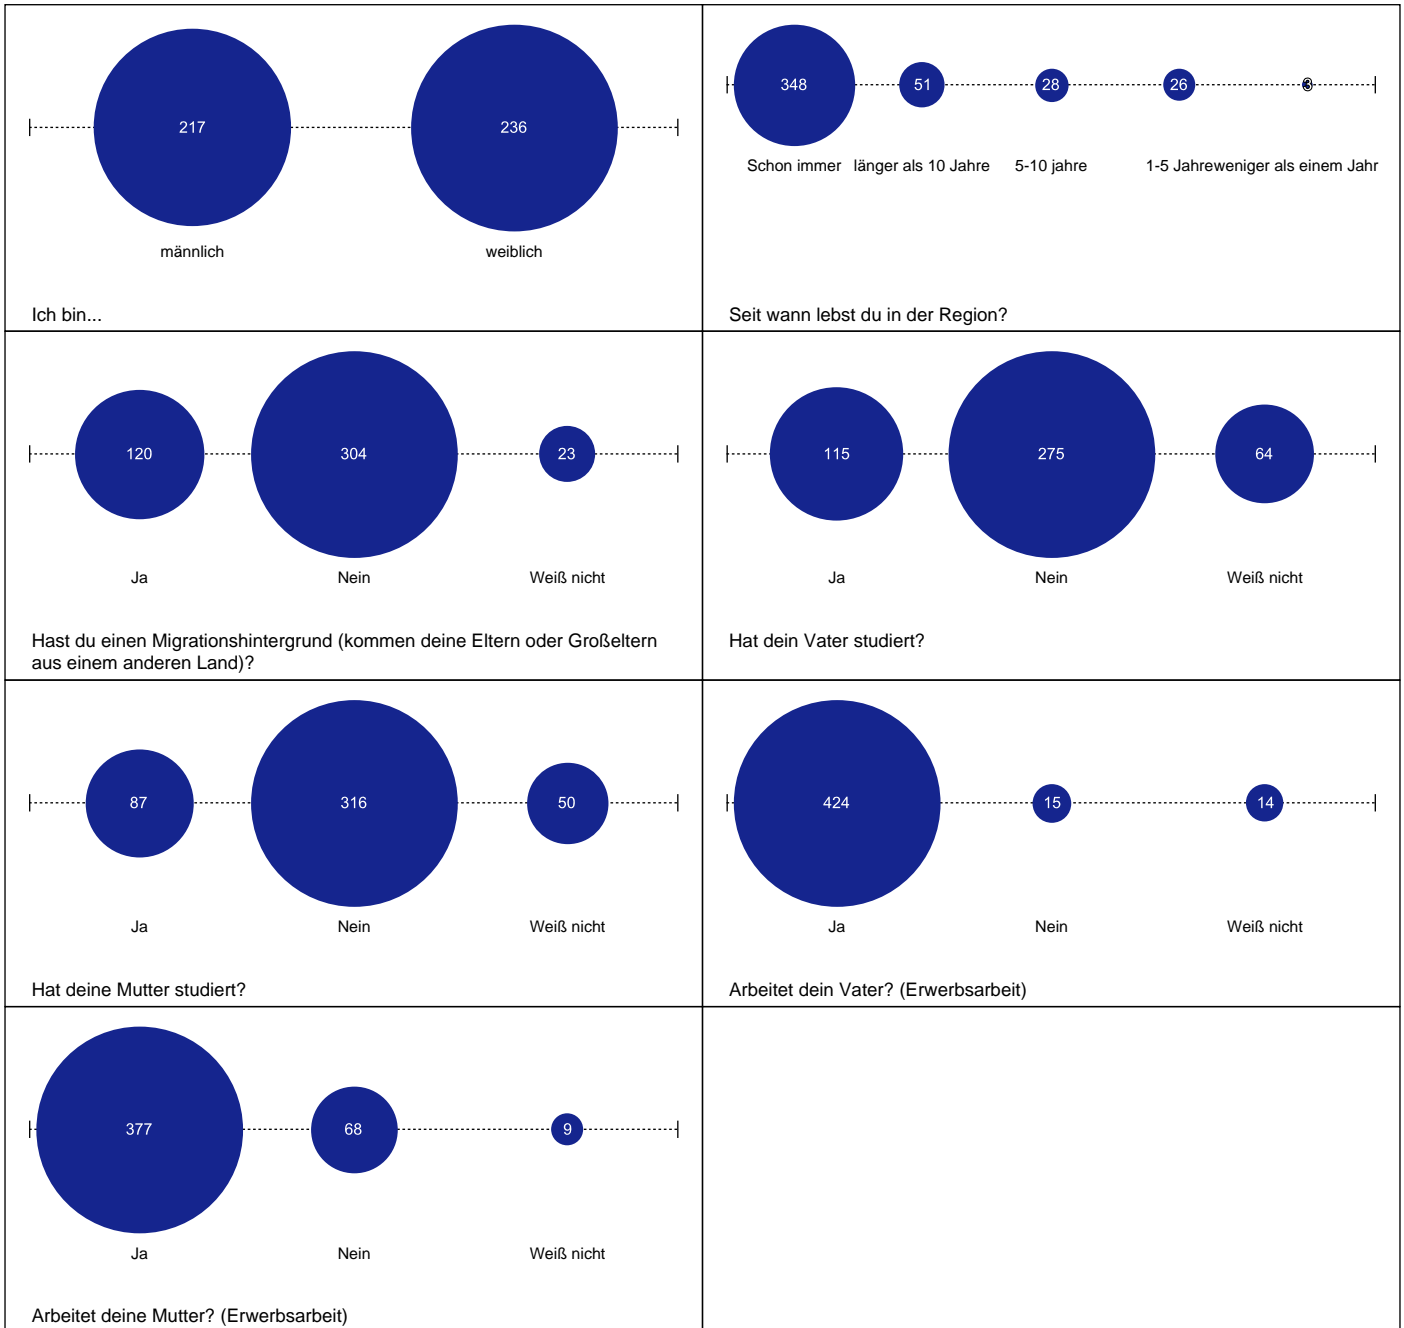 217 236
männlich weiblich
Ich bin...
348 51 28 26 3
Schon immer länger als 10 Jahre 5-10 jahre 1-5 Jahreweniger als einem Jahr
Seit wann lebst du in der Region?
120 304 23
Ja Nein Weiß nicht
Hast du einen Migrationshintergrund (kommen deine Eltern oder Großeltern
aus einem anderen Land)?
115 275 64
Ja Nein Weiß nicht
Hat dein Vater studiert?
87 316 50
Ja Nein Weiß nicht
Hat deine Mutter studiert?
424 15 14
Ja Nein Weiß nicht
Arbeitet dein Vater? (Erwerbsarbeit)
377 68 9
Ja Nein Weiß nicht
Arbeitet deine Mutter? (Erwerbsarbeit)